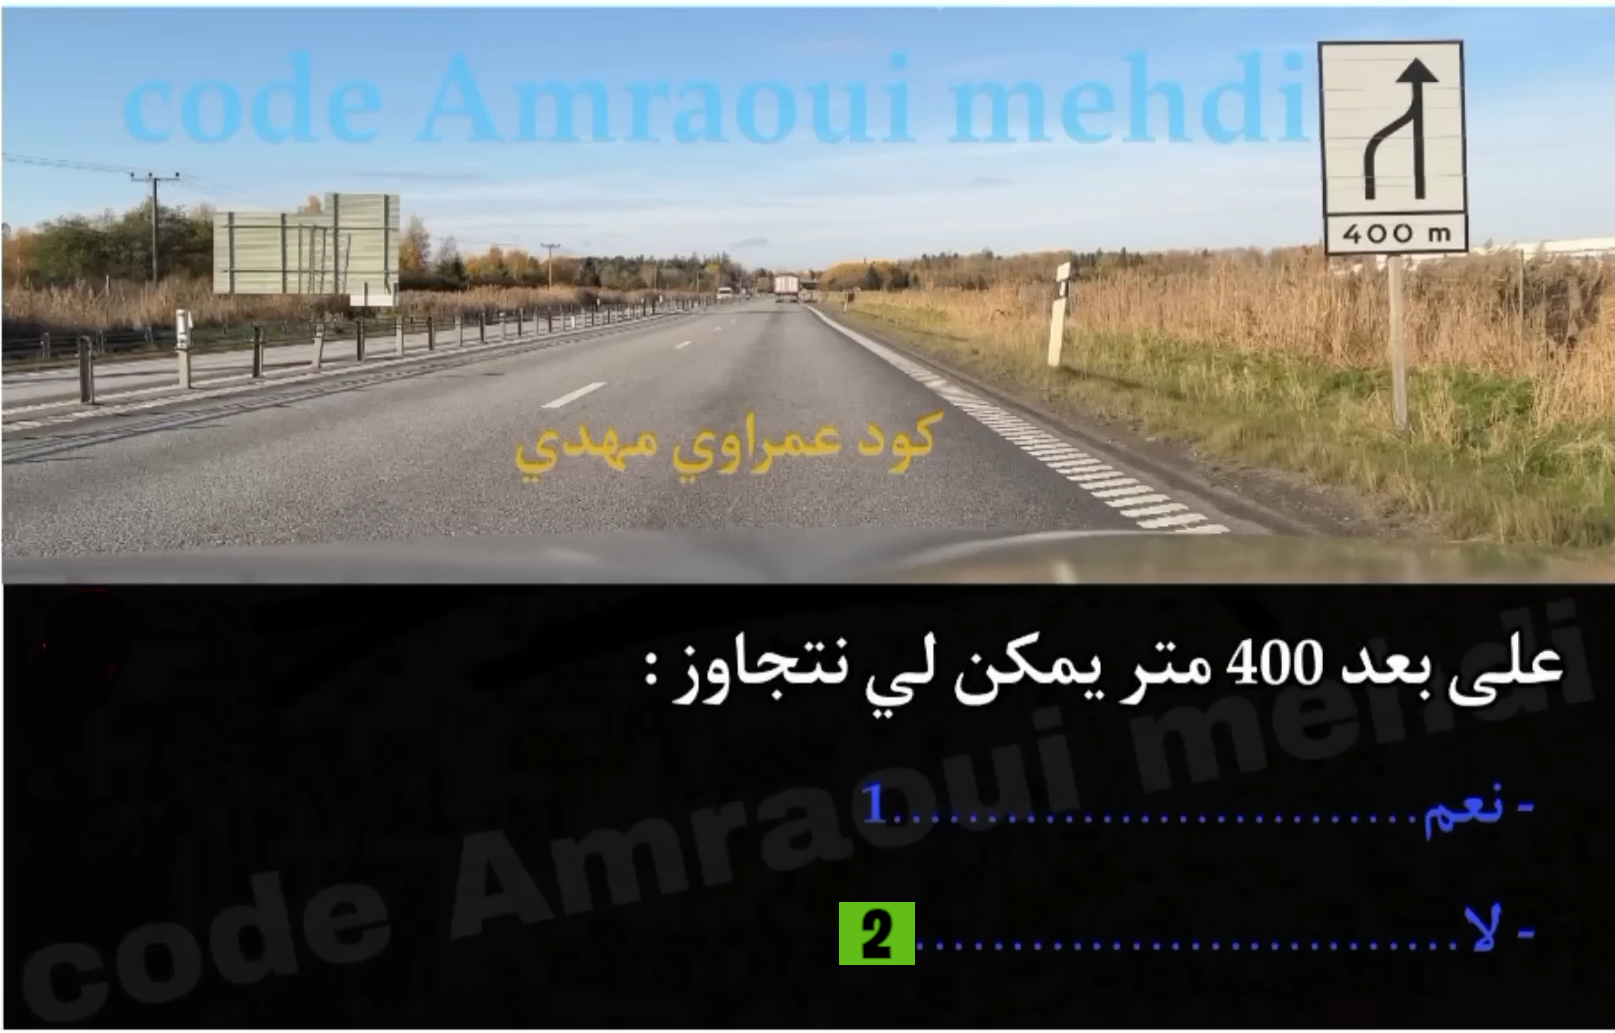 code Amraoui mehdi
400 m
كود عمراوي مهدي
على بعد 400 متر يمكن لي نتجاوز :
- نعم............................1
- لا............................2
code Amraoui mehdi